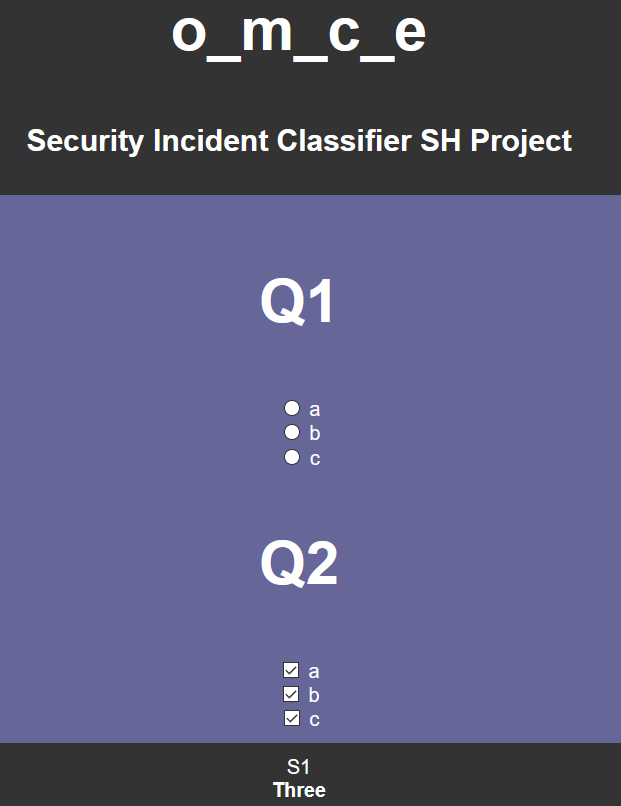 o_m_c_e
Security Incident Classifier SH Project
Q1
a
b
c
Q2
a
b
c
S1
Three